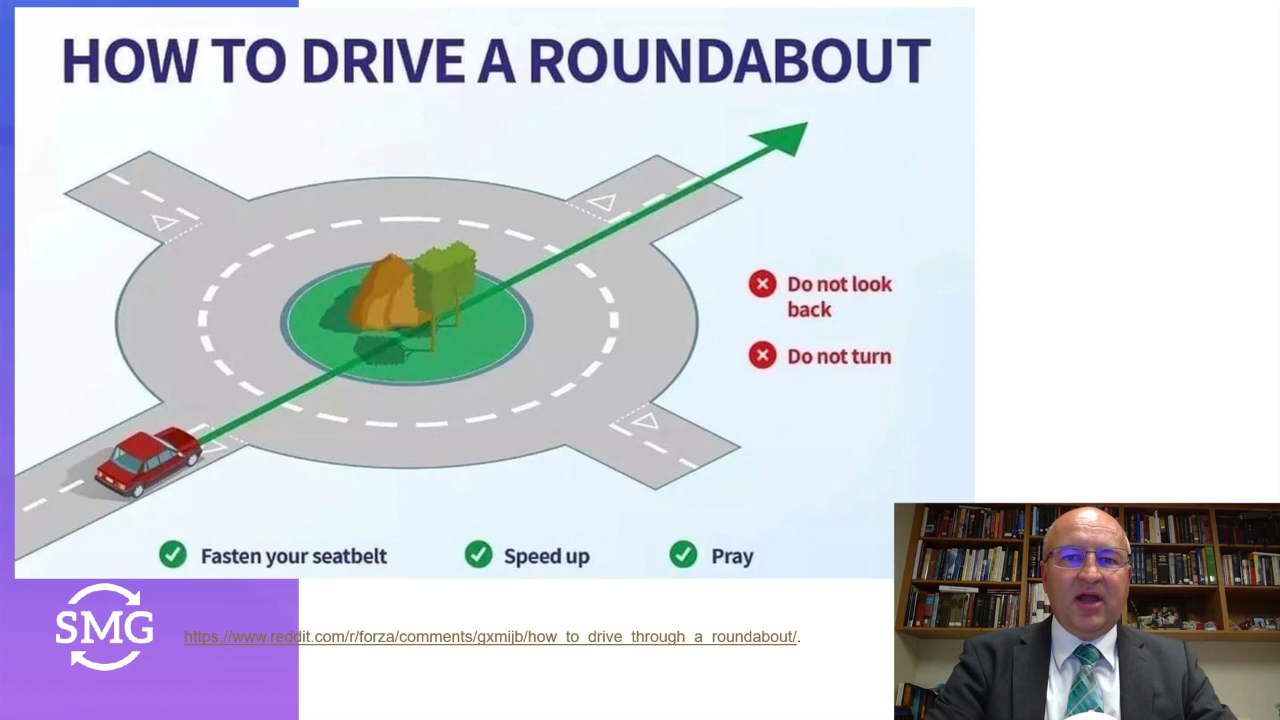 HOW TO DRIVE A ROUNDABOUT
Do not look
back
Do not turn
Fasten your seatbelt
Speed up
Pray
SMG
https://www.reddit.com/r/forza/comments/gxmijb/how_to_drive_through_a_roundabout/.